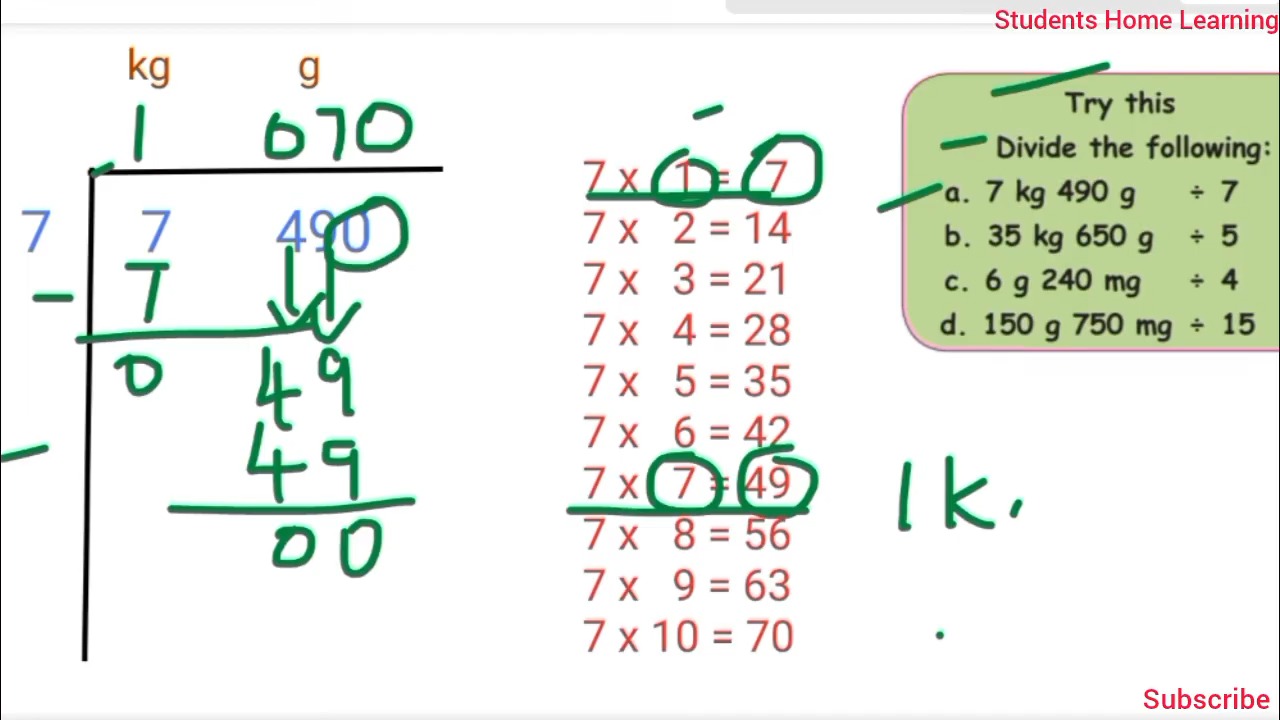 Students Home Learning
kg g
1 070
7 7 490
- 7
0 49
49
00
7 x 1 = 7
7 x 2 = 14
7 x 3 = 21
7 x 4 = 28
7 x 5 = 35
7 x 6 = 42
7 x 7 = 49
7 x 8 = 56
7 x 9 = 63
7 x 10 = 70
Try this
Divide the following:
a. 7 kg 490 g ÷ 7
b. 35 kg 650 g ÷ 5
c. 6 g 240 mg ÷ 4
d. 150 g 750 mg ÷ 15
1 k
Subscribe